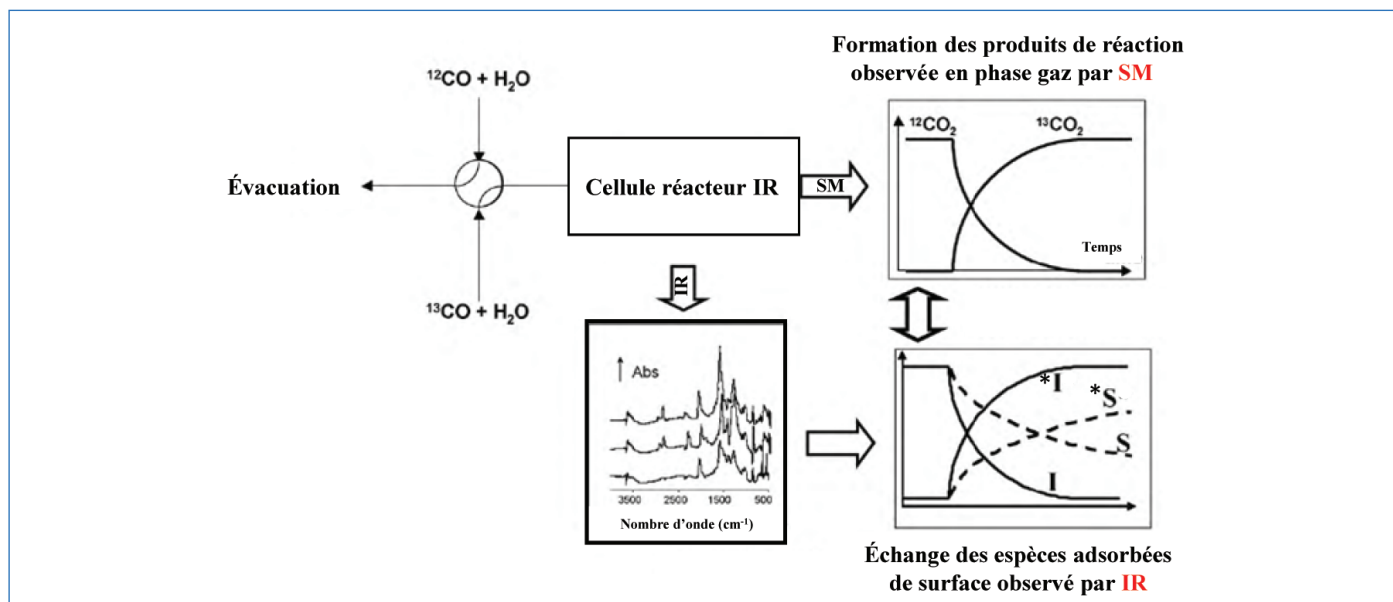 Formation des produits de réaction
observée en phase gaz par SM
¹²CO + H₂O
Évacuation
¹³CO + H₂O
Cellule réacteur IR
SM
IR
¹²CO₂
¹³CO₂
Temps
Abs
3500 2500 1500 500
Nombre d’onde (cm⁻¹)
*I
*S
S
I
Échange des espèces adsorbées
de surface observé par IR